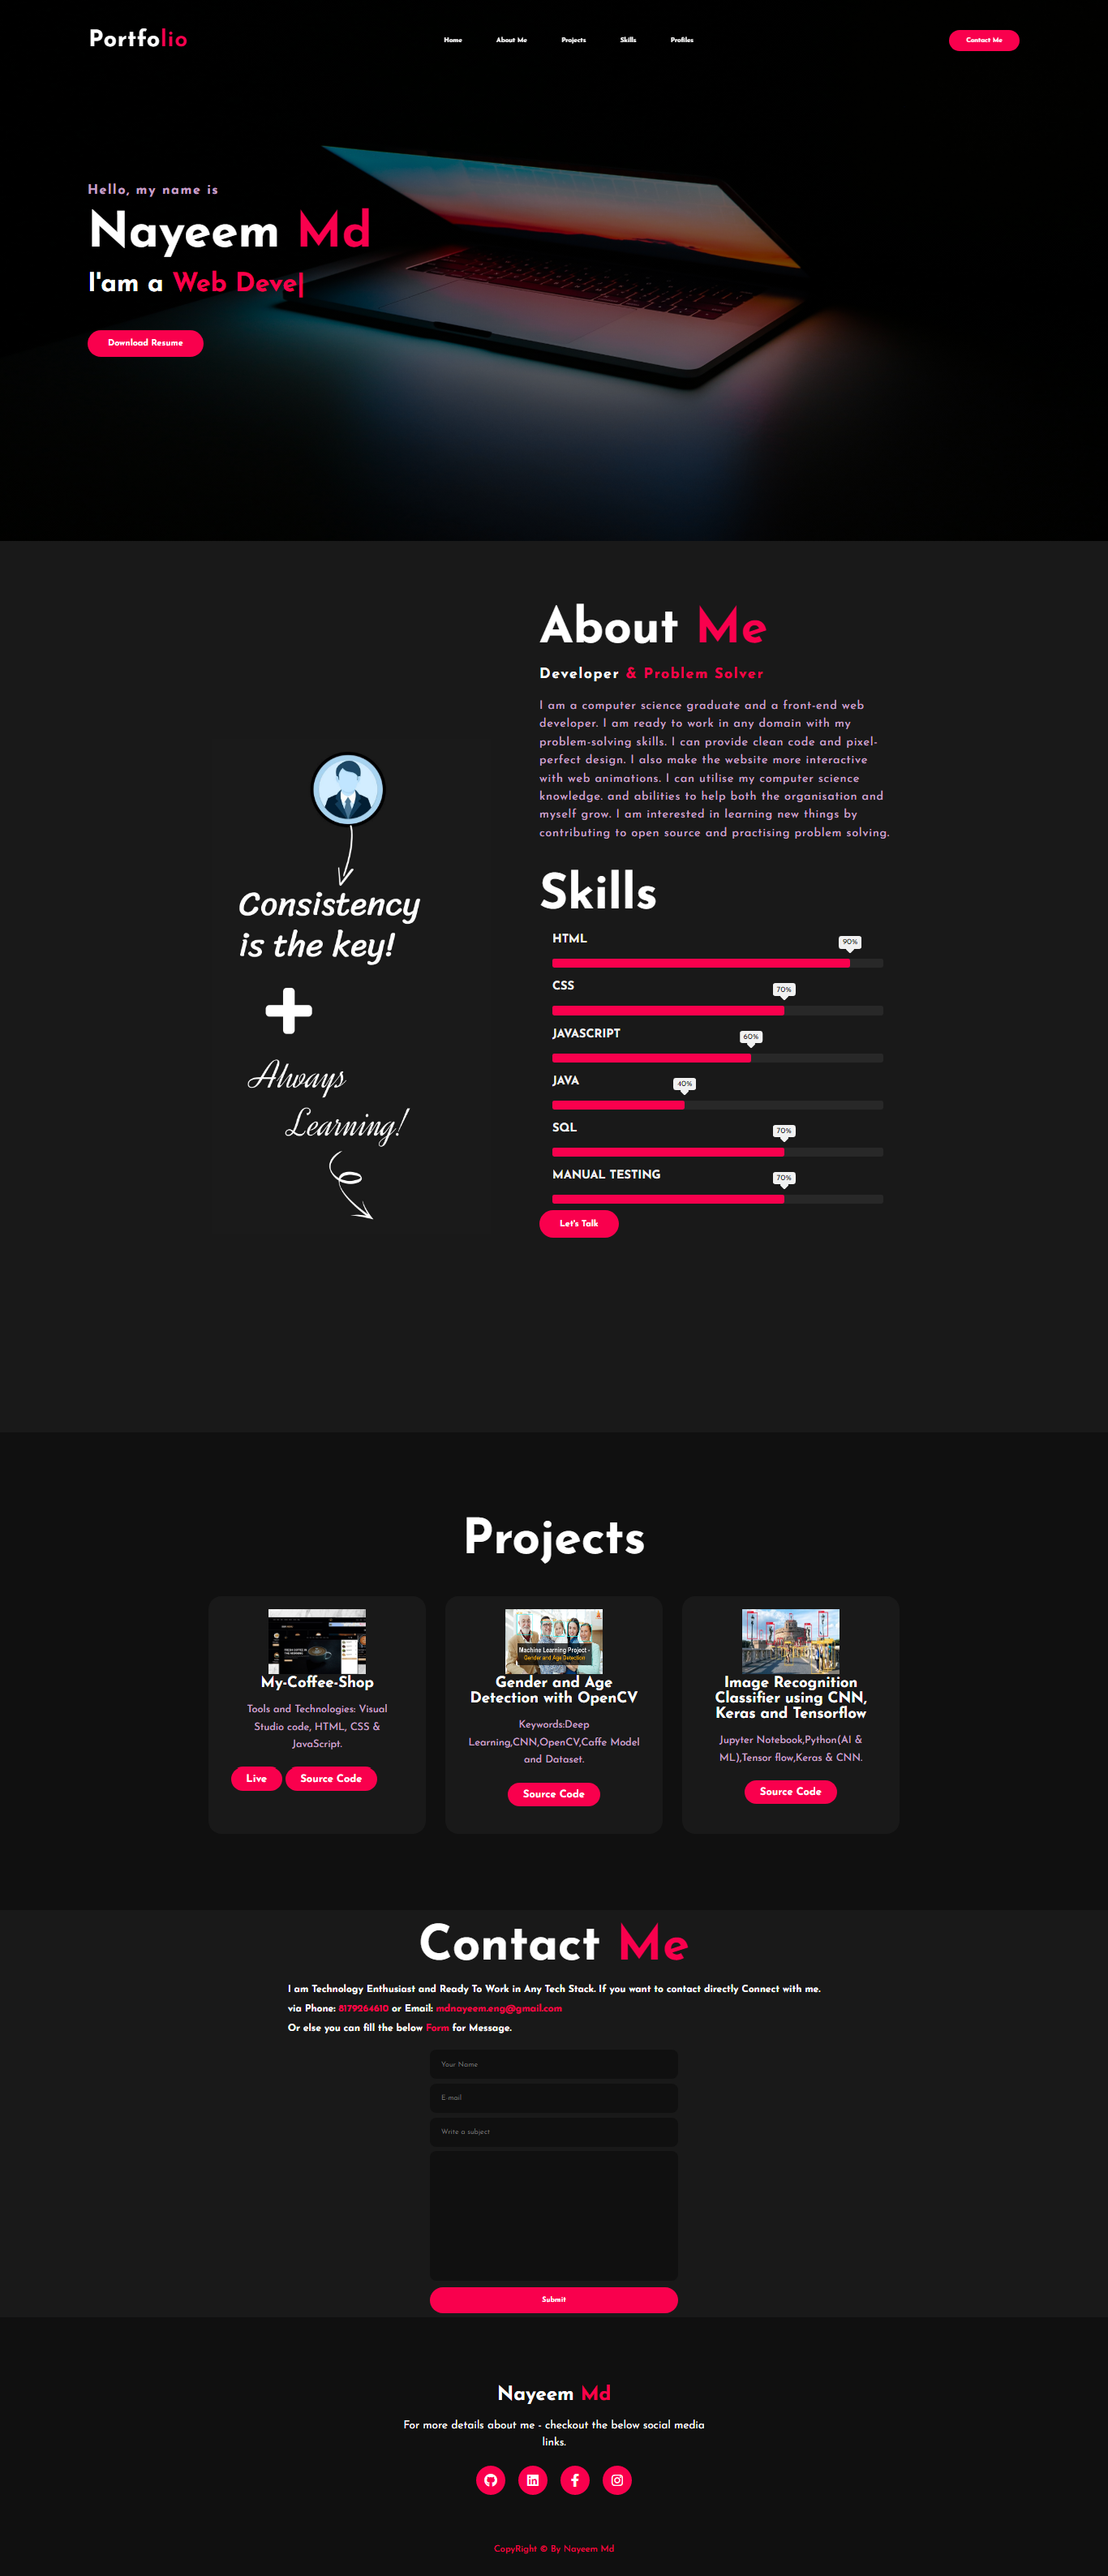 Portfolio
Home About Me Projects Skills Profiles
Contact Me
Hello, my name is
Nayeem Md
I'am a Web Deve|
Download Resume
About Me
Developer & Problem Solver
I am a computer science graduate and a front-end web
developer. I am ready to work in any domain with my
problem-solving skills. I can provide clean code and pixel-
perfect design. I also make the website more interactive
with web animations. I can utilise my computer science
knowledge. and abilities to help both the organisation and
myself grow. I am interested in learning new things by
contributing to open source and practising problem solving.
Consistency
is the key!
Always
Learning!
Skills
HTML
90%
CSS
70%
JAVASCRIPT
60%
JAVA
40%
SQL
70%
MANUAL TESTING
70%
Let's Talk
Projects
My-Coffee-Shop
Tools and Technologies: Visual
Studio code, HTML, CSS &
JavaScript.
Live Source Code
Machine Learning Project -
Gender and Age Detection
Gender and Age
Detection with OpenCV
Keywords:Deep
Learning,CNN,OpenCV,Caffe Model
and Dataset.
Source Code
Image Recognition
Classifier using CNN,
Keras and Tensorflow
Jupyter Notebook,Python(AI &
ML),Tensor flow,Keras & CNN.
Source Code
Contact Me
I am Technology Enthusiast and Ready To Work in Any Tech Stack. If you want to contact directly Connect with me.
via Phone: 8179264610 or Email: mdnayeem.eng@gmail.com
Or else you can fill the below Form for Message.
Your Name
E-mail
Write a subject
Submit
Nayeem Md
For more details about me - checkout the below social media
links.
CopyRight © By Nayeem Md